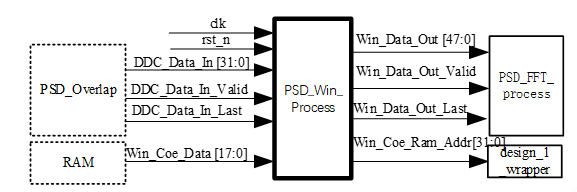 clk
rst_n
PSD_Overlap
DDC_Data_In [31:0]
DDC_Data_In_Valid
DDC_Data_In_Last
RAM
Win_Coe_Data [17:0]
PSD_Win_
Process
Win_Data_Out [47:0]
Win_Data_Out_Valid
Win_Data_Out_Last
Win_Coe_Ram_Addr[31:0]
PSD_FFT_
process
design_1
_wrapper